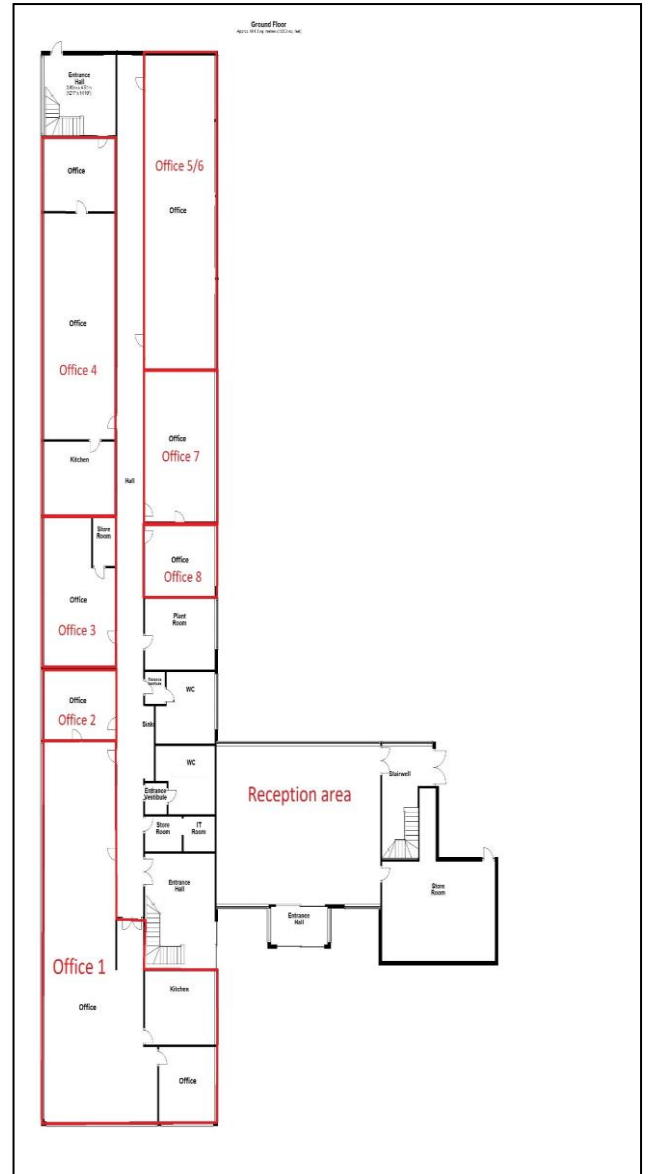 Ground Floor
Entrance
Hall
Office
Office 5/6
Office
Office
Office 4
Office
Office 7
Kitchen
Hall
Store
Room
Office
Office 8
Office
Office 3
Plant
Room
WC
Office
Office 2
Sinks
WC
Stairwell
Entrance
Vestibule
Reception area
Store
Room
IT
Room
Entrance
Hall
Store
Room
Entrance
Hall
Office 1
Office
Kitchen
Office